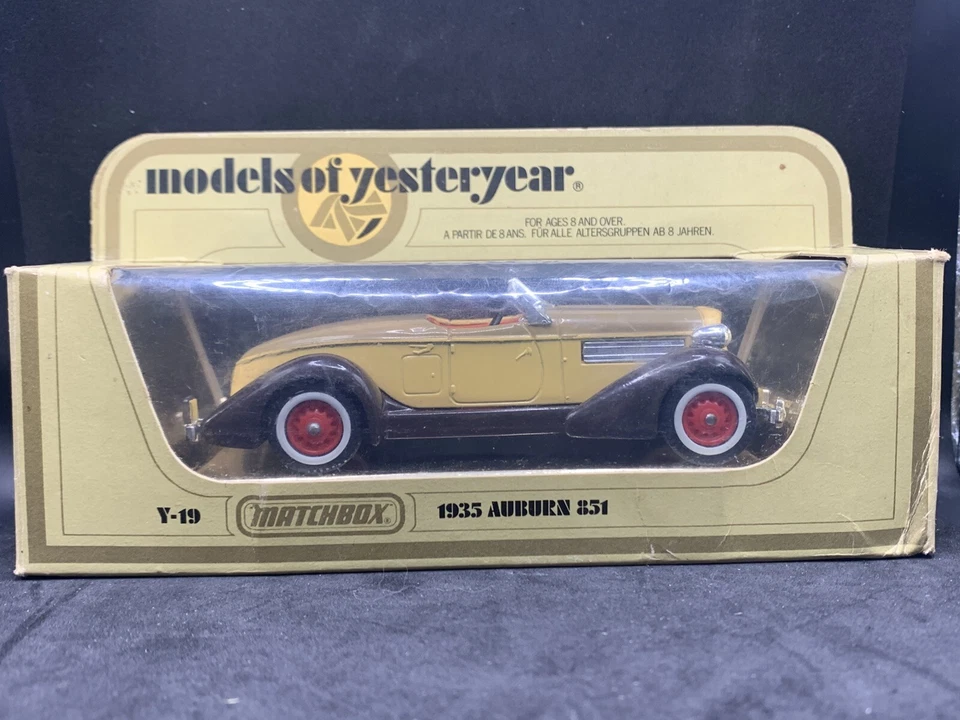 models of yesteryear®
FOR AGES 8 AND OVER.
A PARTIR DE 8 ANS. FÜR ALLE ALTERSGRUPPEN AB 8 JAHREN.
Y-19 MATCHBOX® 1935 AUBURN 851